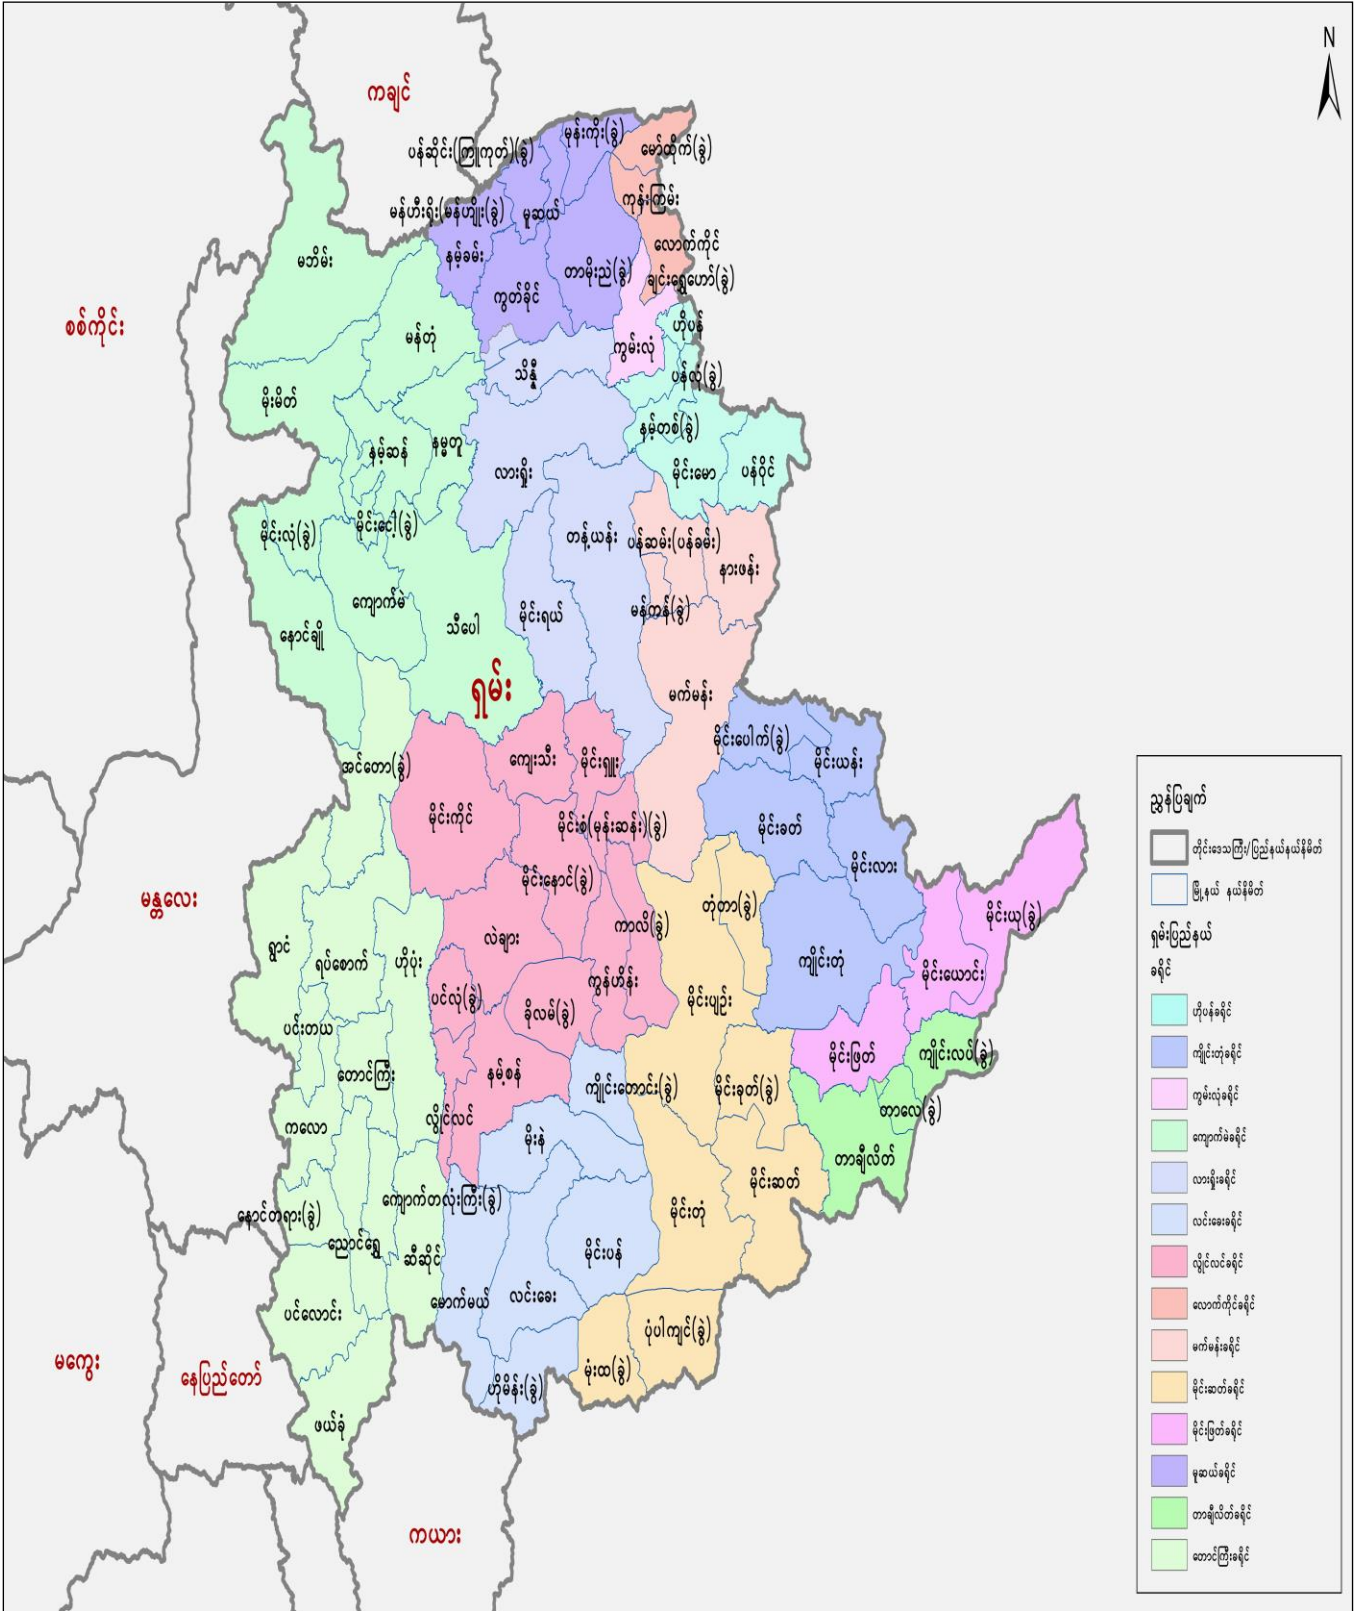 N
ကချင်
မုန်းကိုး(ခွဲ)
ပန်ဆိုင်း(ကြူကုတ်)(ခွဲ)
မော်ထိုက်(ခွဲ)
ကုန်းကြမ်း
မန်ဟီးရိုး(မန်ဟျိုး(ခွဲ)
မူဆယ်
လောက်ကိုင်
နမ့်ခမ်း
မဘိမ်း
တာမိုးညဲ(ခွဲ)
ချင်းရွှေဟော်(ခွဲ)
ကွတ်ခိုင်
စစ်ကိုင်း
ဟိုပန်
မန်တုံ
ကွမ်းလုံ
သိန္နီ
ပန်လုံ(ခွဲ)
မိုးမိတ်
နမ့်တစ်(ခွဲ)
နမ္မတူ
နမ့်ဆန်
လားရှိုး
မိုင်းမော
ပန်ဝိုင်
မိုင်းငေါ့(ခွဲ)
မိုင်းလုံ(ခွဲ)
တန့်ယန်း
ပန်ဆမ်း(ပန်ခမ်း)
နားဖန်း
ကျောက်မဲ
မန်တန်(ခွဲ)
မိုင်းရယ်
သီပေါ
နောင်ချို
ရှမ်း
မက်မန်း
မိုင်းပေါက်(ခွဲ)
ကျေးသီး
မိုင်းရှူး
မိုင်းယန်း
အင်တော(ခွဲ)
မိုင်းကိုင်
မိုင်းစံ(မုန်းဆန်း)(ခွဲ)
မိုင်းခတ်
မိုင်းလား
မိုင်းနောင်(ခွဲ)
မန္တလေး
တုံတာ(ခွဲ)
မိုင်းယု(ခွဲ)
ကာလိ(ခွဲ)
လဲချား
ရွာငံ
ရပ်စောက်
ဟိုပုံး
ကျိုင်းတုံ
မိုင်းယောင်း
ကွန်ဟိန်း
ပင်လုံ(ခွဲ)
မိုင်းပျဉ်း
ခိုလမ်(ခွဲ)
ပင်းတယ
မိုင်းဖြတ်
ကျိုင်းလပ်(ခွဲ)
တောင်ကြီး
နမ့်စန်
ကျိုင်းတောင်း(ခွဲ)
မိုင်းခုတ်(ခွဲ)
တာလေ(ခွဲ)
လွိုင်လင်
ကလော
မိုးနဲ
တာချီလိတ်
မိုင်းဆတ်
ကျောက်တလုံးကြီး(ခွဲ)
မိုင်းတုံ
နောင်တရား(ခွဲ)
ညောင်ရွှေ
ဆီဆိုင်
မိုင်းပန်
လင်းခေး
မောက်မယ်
ပင်လောင်း
ပုံပါကျင်(ခွဲ)
မကွေး
နေပြည်တော်
မုံးထ(ခွဲ)
ဟိုမိန်း(ခွဲ)
ဖယ်ခုံ
ကယား
ညွှန်ပြချက်
တိုင်းဒေသကြီး/ပြည်နယ်နယ်နိမိတ်
မြို့နယ် နယ်နိမိတ်
ရှမ်းပြည်နယ်
ခရိုင်
ဟိုပန်ခရိုင်
ကျိုင်းတုံခရိုင်
ကွမ်းလုံခရိုင်
ကျောက်မဲခရိုင်
လားရှိုးခရိုင်
လင်းခေးခရိုင်
လွိုင်လင်ခရိုင်
လောက်ကိုင်ခရိုင်
မက်မန်းခရိုင်
မိုင်းဆတ်ခရိုင်
မိုင်းဖြတ်ခရိုင်
မူဆယ်ခရိုင်
တာချီလိတ်ခရိုင်
တောင်ကြီးခရိုင်